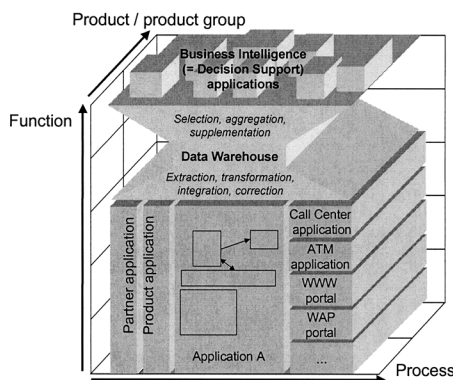 Product / product group
Business Intelligence
(= Decision Support)
applications
Function
Selection, aggregation,
supplementation
Data Warehouse
Extraction, transformation,
integration, correction
Partner application
Product application
Application A
Call Center
application
ATM
application
WWW
portal
WAP
portal
...
Process